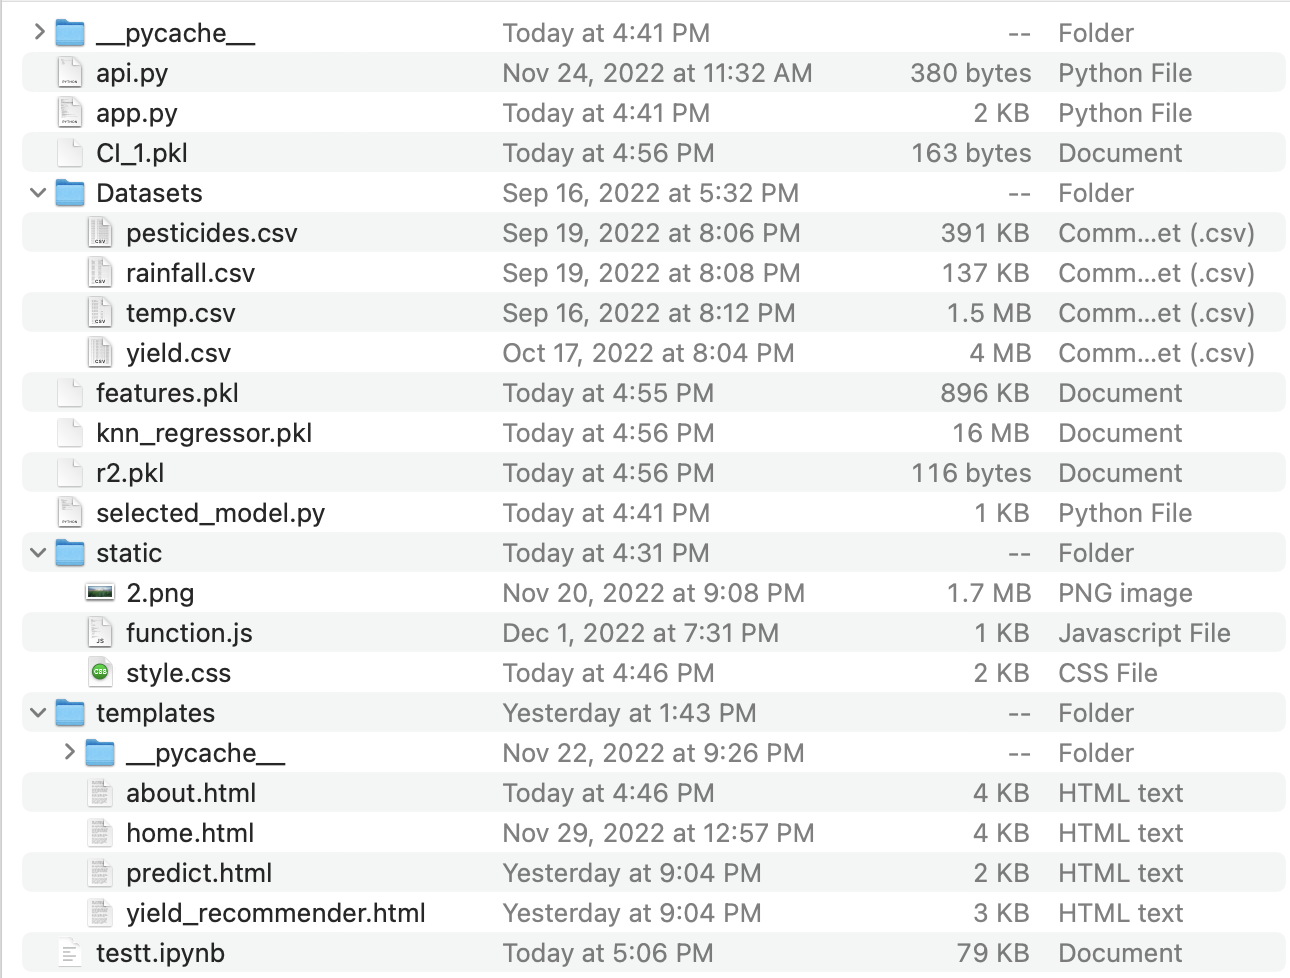 __pycache__ Today at 4:41 PM -- Folder
api.py Nov 24, 2022 at 11:32 AM 380 bytes Python File
app.py Today at 4:41 PM 2 KB Python File
CI_1.pkl Today at 4:56 PM 163 bytes Document
Datasets Sep 16, 2022 at 5:32 PM -- Folder
pesticides.csv Sep 19, 2022 at 8:06 PM 391 KB Comm...et (.csv)
rainfall.csv Sep 19, 2022 at 8:08 PM 137 KB Comm...et (.csv)
temp.csv Sep 16, 2022 at 8:12 PM 1.5 MB Comm...et (.csv)
yield.csv Oct 17, 2022 at 8:04 PM 4 MB Comm...et (.csv)
features.pkl Today at 4:55 PM 896 KB Document
knn_regressor.pkl Today at 4:56 PM 16 MB Document
r2.pkl Today at 4:56 PM 116 bytes Document
selected_model.py Today at 4:41 PM 1 KB Python File
static Today at 4:31 PM -- Folder
2.png Nov 20, 2022 at 9:08 PM 1.7 MB PNG image
function.js Dec 1, 2022 at 7:31 PM 1 KB Javascript File
style.css Today at 4:46 PM 2 KB CSS File
templates Yesterday at 1:43 PM -- Folder
__pycache__ Nov 22, 2022 at 9:26 PM -- Folder
about.html Today at 4:46 PM 4 KB HTML text
home.html Nov 29, 2022 at 12:57 PM 4 KB HTML text
predict.html Yesterday at 9:04 PM 2 KB HTML text
yield_recommender.html Yesterday at 9:04 PM 3 KB HTML text
testt.ipynb Today at 5:06 PM 79 KB Document